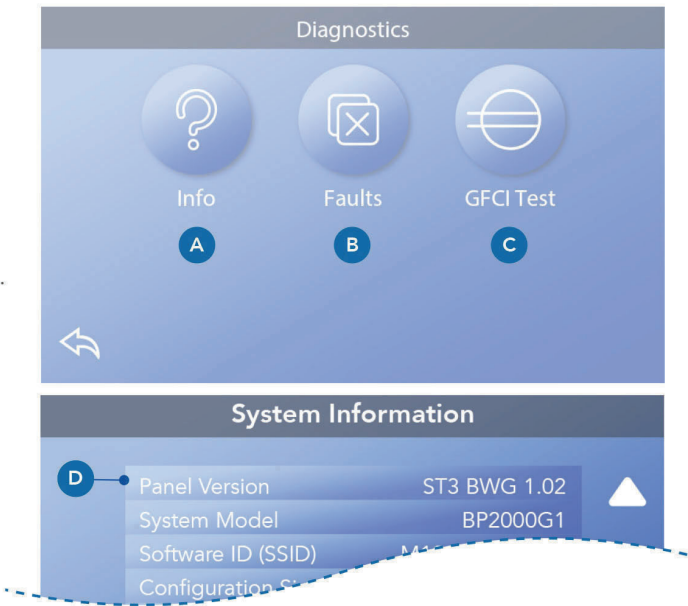 Diagnostics
Info Faults GFCI Test
A B C
System Information
D Panel Version ST3 BWG 1.02
System Model BP2000G1
Software ID (SSID)
Configuration